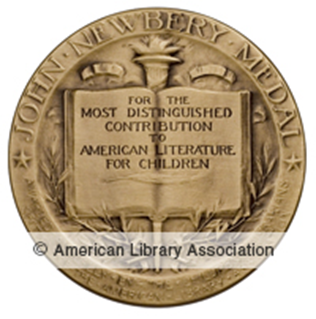 JOHN · NEWBERY · MEDAL
FOR THE
MOST DISTINGUISHED
CONTRIBUTION
TO
AMERICAN LITERATURE
FOR CHILDREN
© American Library Association